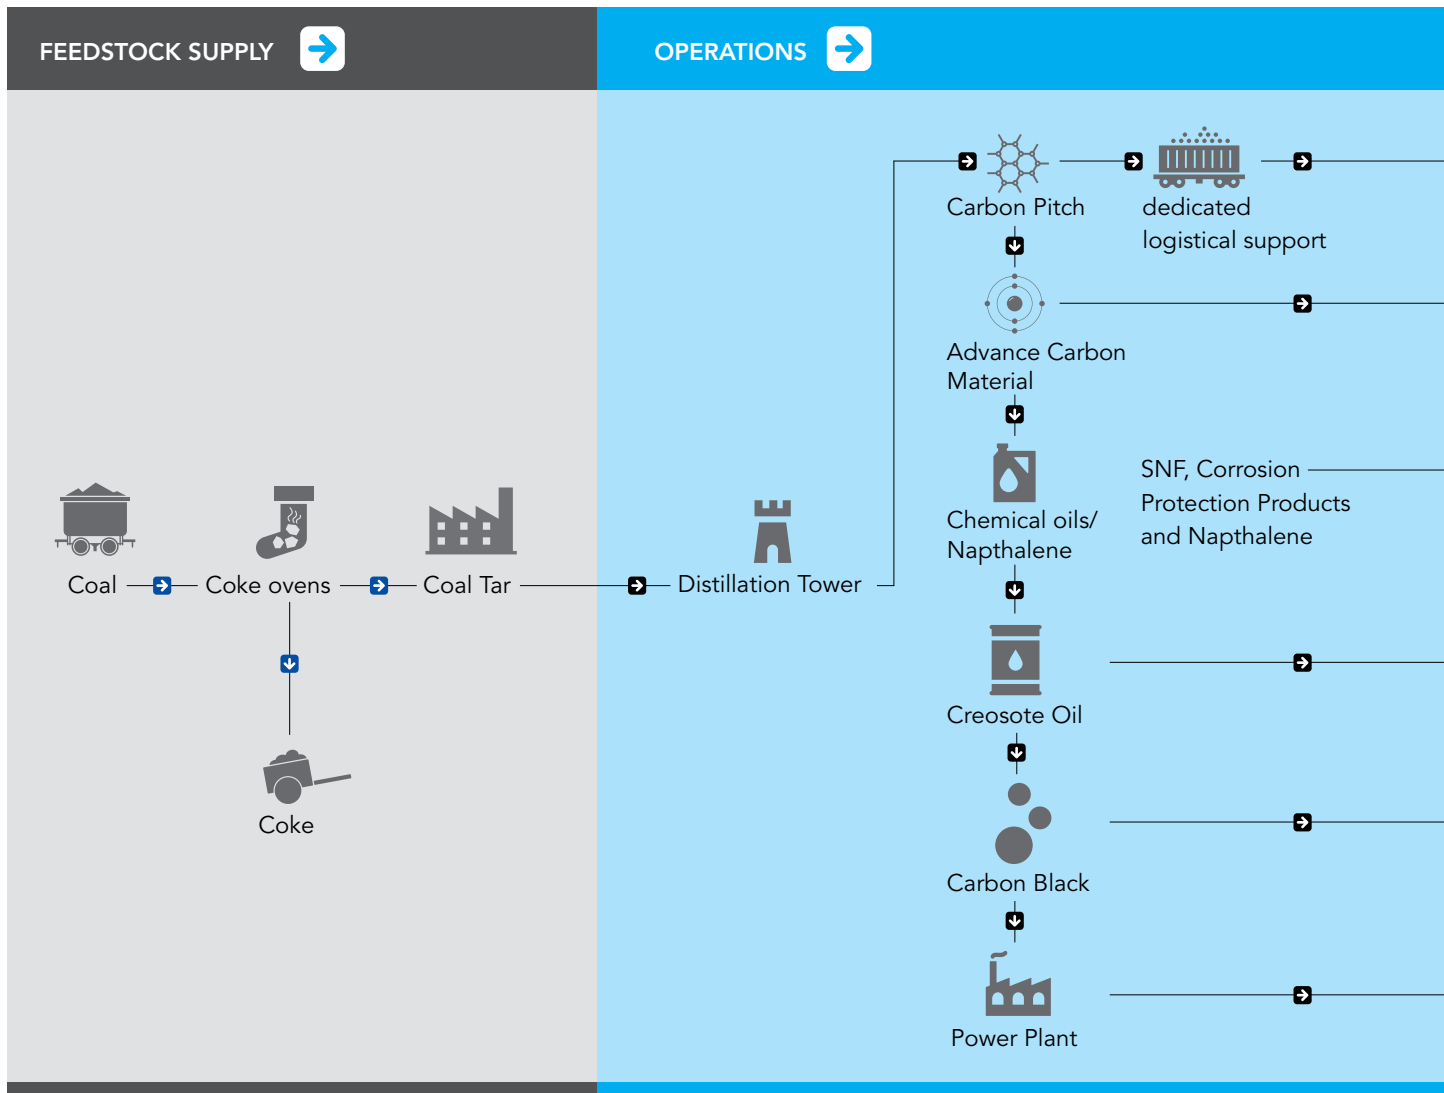 FEEDSTOCK SUPPLY
OPERATIONS
Carbon Pitch
dedicated
logistical support
Advance Carbon
Material
Chemical oils/
Napthalene
SNF, Corrosion
Protection Products
and Napthalene
Coal
Coke ovens
Coal Tar
Distillation Tower
Coke
Creosote Oil
Carbon Black
Power Plant